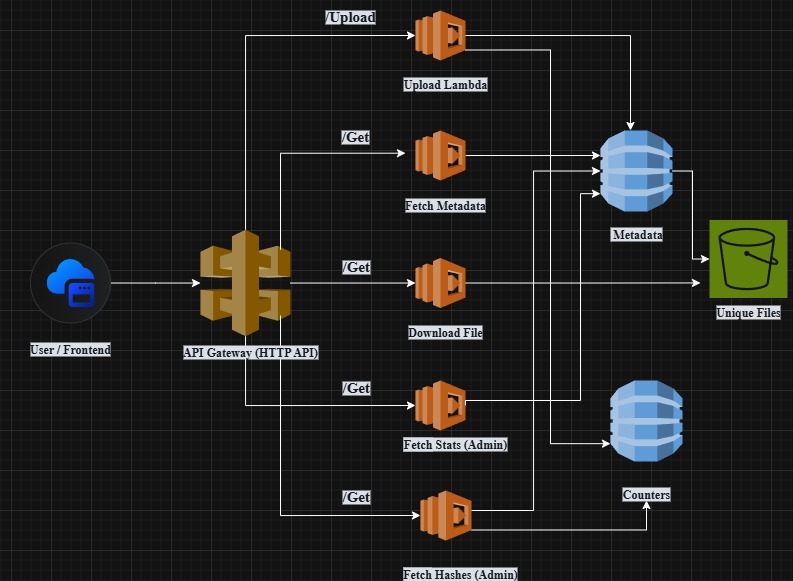 /Upload
Upload Lambda
/Get
Fetch Metadata
Metadata
/Get
Unique Files
Download File
User / Frontend
API Gateway (HTTP API)
/Get
Fetch Stats (Admin)
/Get
Counters
Fetch Hashes (Admin)